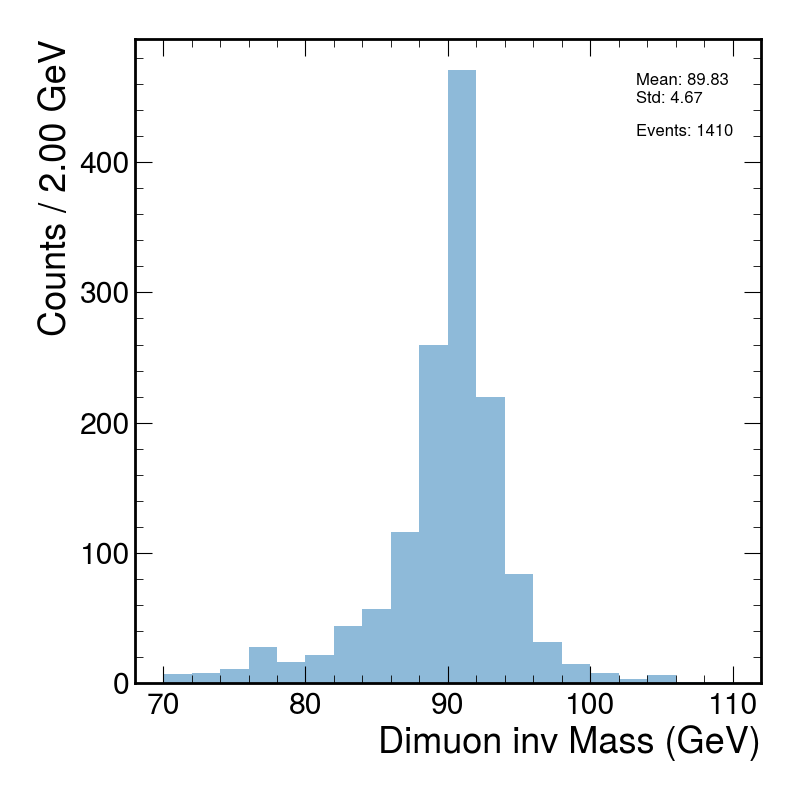 Counts / 2.00 GeV
Mean: 89.83
Std: 4.67
Events: 1410
400
300
200
100
0
70 80 90 100 110
Dimuon inv Mass (GeV)